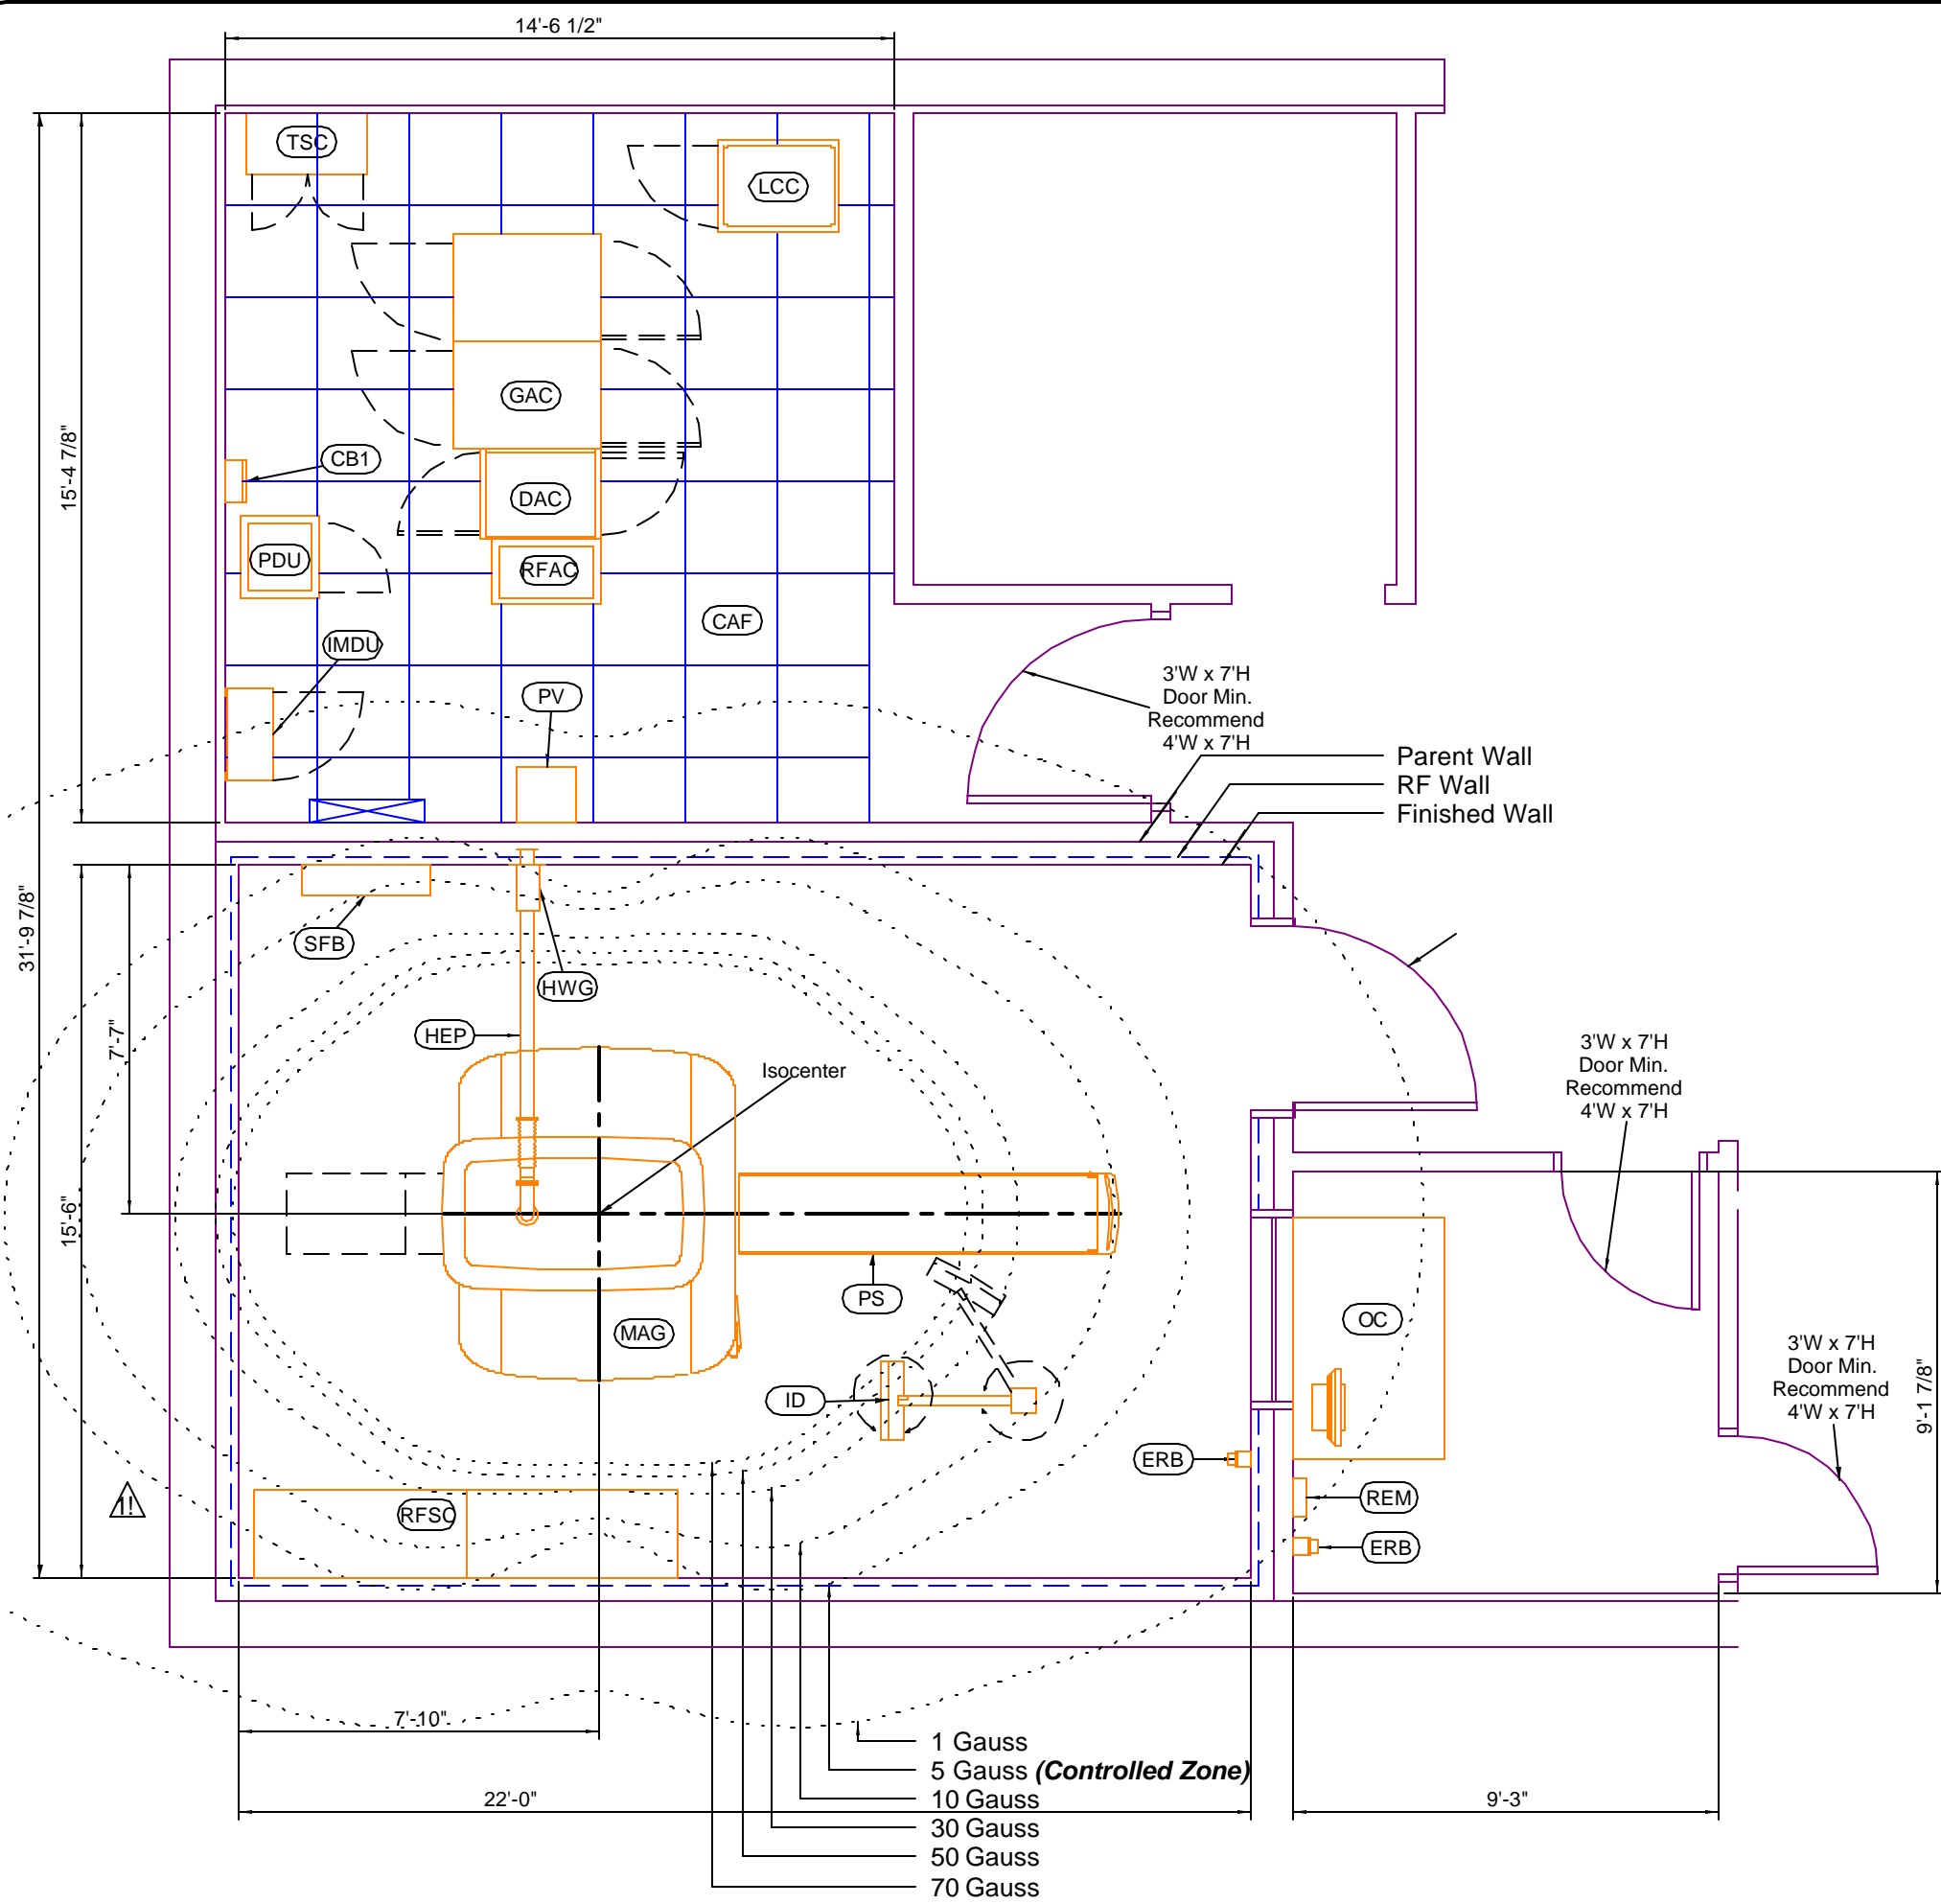 14'-6 1/2"
TSC
LCC
GAC
15'-4 7/8"
CB1
DAC
PDU
RFAC
CAF
IMDU
PV
3'W x 7'H
Door Min.
Recommend
4'W x 7'H
Parent Wall
RF Wall
Finished Wall
31'-9 7/8"
SFB
HWG
HEP
7'-7"
Isocenter
3'W x 7'H
Door Min.
Recommend
4'W x 7'H
15'-6"
PS
MAG
OC
ID
3'W x 7'H
Door Min.
Recommend
4'W x 7'H
9'-1 7/8"
ERB
REM
RFSC
ERB
1!
7'-10"
1 Gauss
5 Gauss (Controlled Zone)
10 Gauss
30 Gauss
50 Gauss
70 Gauss
22'-0"
9'-3"